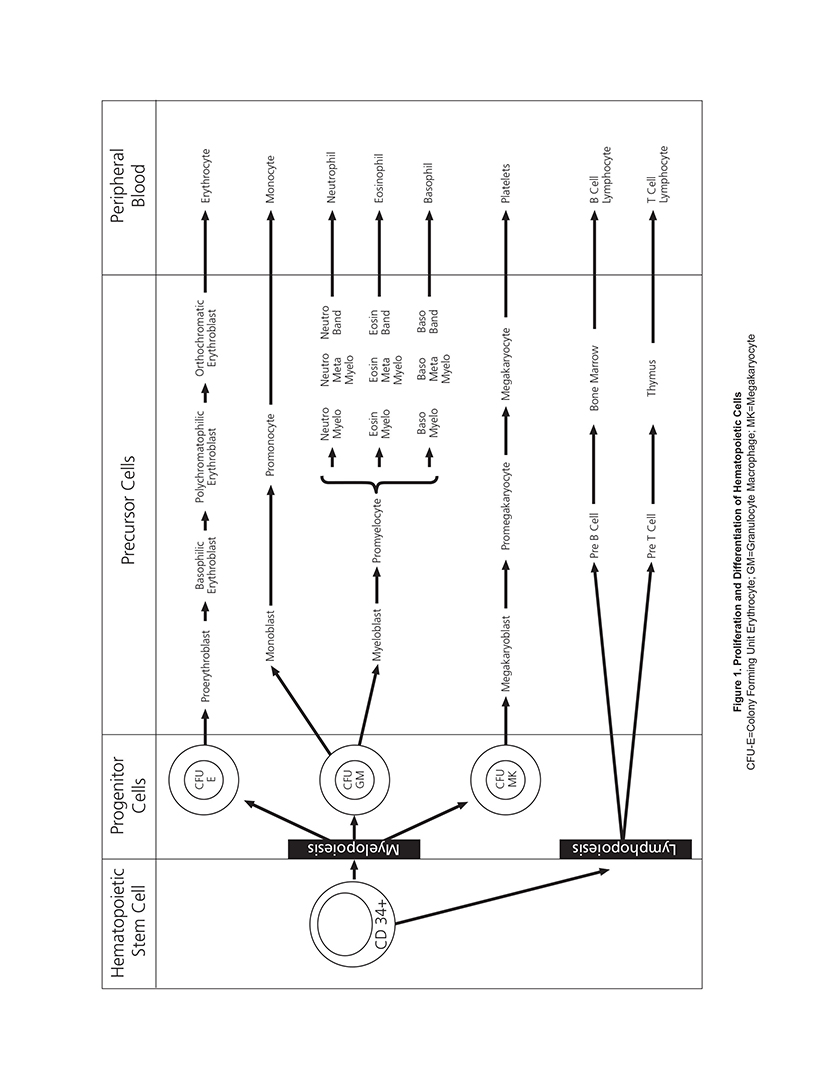 Hematopoietic
Stem Cell
Progenitor
Cells
Precursor Cells
Peripheral
Blood
CD 34+
Myelopoiesis
Lymphopoiesis
CFU
E
Proerythroblast
Basophilic
Erythroblast
Polychromatophilic
Erythroblast
Orthochromatic
Erythroblast
Erythrocyte
CFU
GM
Monoblast
Promonocyte
Monocyte
Myeloblast
Promyelocyte
Neutro
Myelo
Neutro
Meta
Myelo
Neutro
Band
Neutrophil
Eosin
Myelo
Eosin
Meta
Myelo
Eosin
Band
Eosinophil
Baso
Myelo
Baso
Meta
Myelo
Baso
Band
Basophil
CFU
MK
Megakaryoblast
Promegakaryocyte
Megakaryocyte
Platelets
Pre B Cell
Bone Marrow
B Cell
Lymphocyte
Pre T Cell
Thymus
T Cell
Lymphocyte
Figure 1. Proliferation and Differentiation of Hematopoietic Cells
CFU-E=Colony Forming Unit Erythrocyte; GM=Granulocyte Macrophage; MK=Megakaryocyte